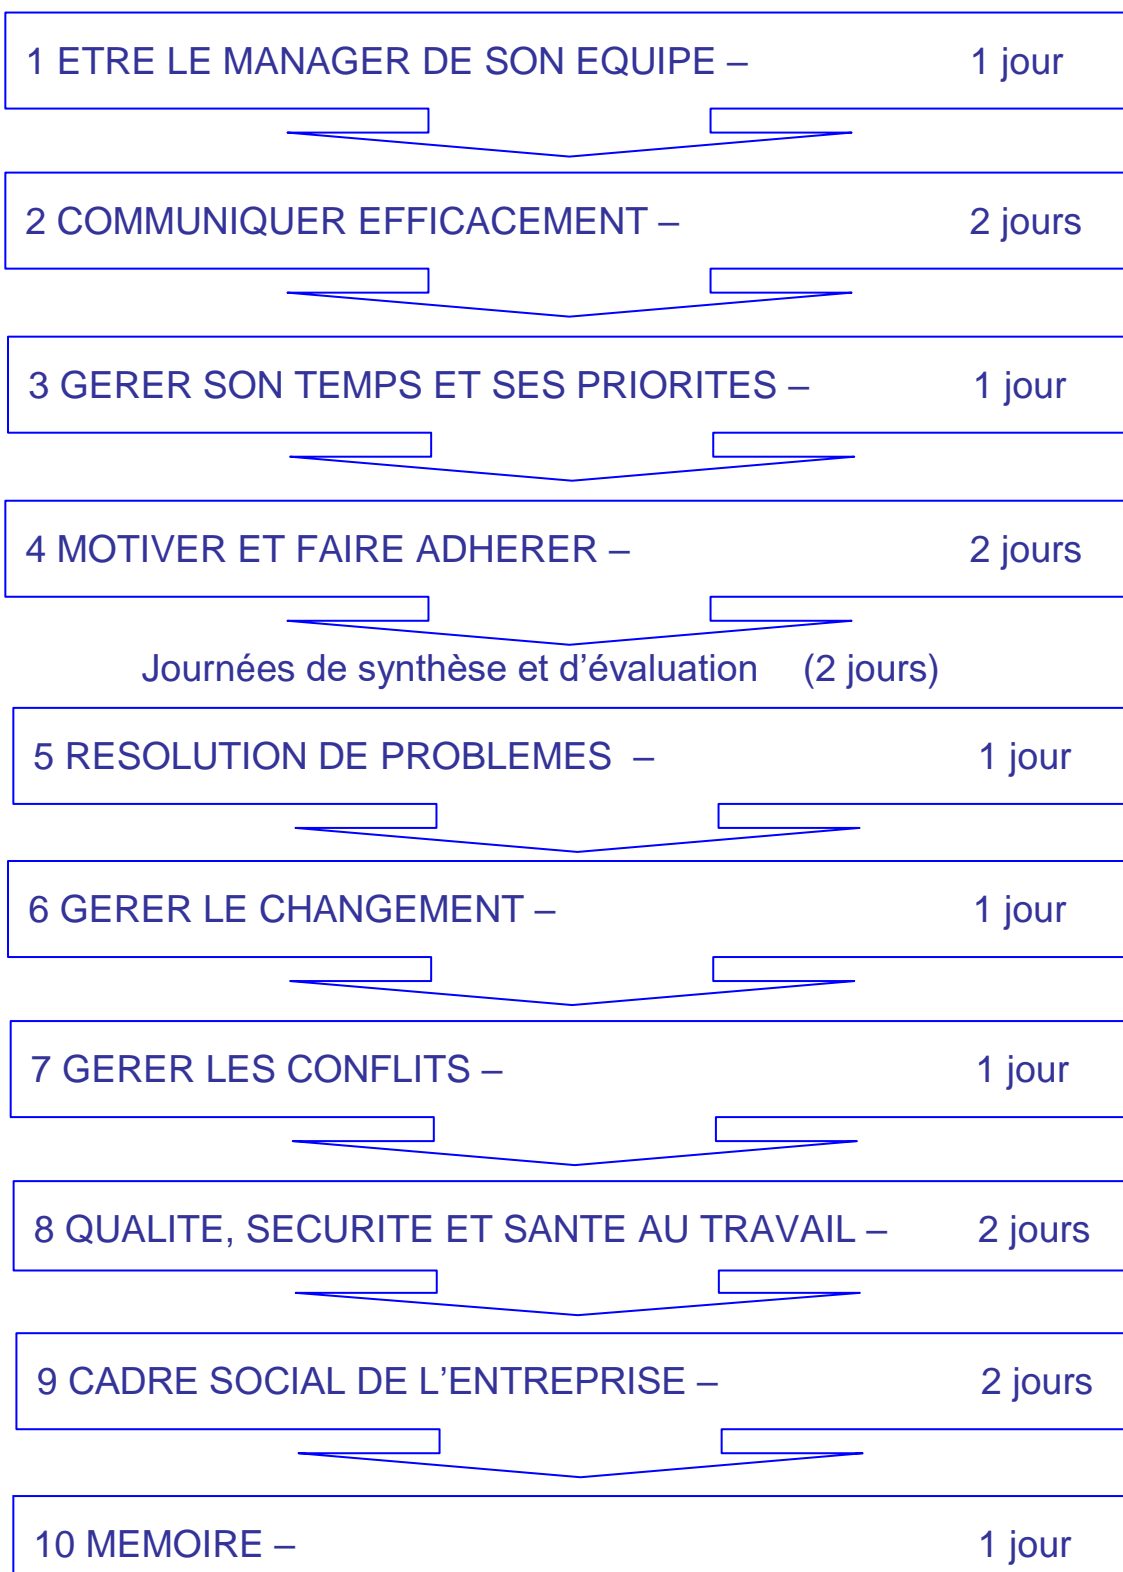 1 ETRE LE MANAGER DE SON EQUIPE – 1 jour
2 COMMUNIQUER EFFICACEMENT – 2 jours
3 GERER SON TEMPS ET SES PRIORITES – 1 jour
4 MOTIVER ET FAIRE ADHERER – 2 jours
Journées de synthèse et d’évaluation (2 jours)
5 RESOLUTION DE PROBLEMES – 1 jour
6 GERER LE CHANGEMENT – 1 jour
7 GERER LES CONFLITS – 1 jour
8 QUALITE, SECURITE ET SANTE AU TRAVAIL – 2 jours
9 CADRE SOCIAL DE L’ENTREPRISE – 2 jours
10 MEMOIRE – 1 jour